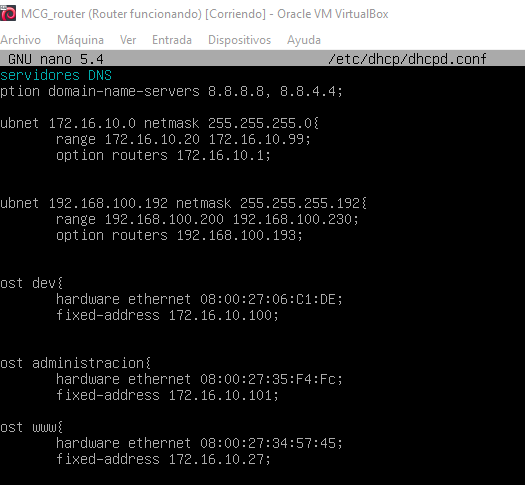 MCG_router (Router funcionando) [Corriendo] - Oracle VM VirtualBox
Archivo Máquina Ver Entrada Dispositivos Ayuda
GNU nano 5.4 /etc/dhcp/dhcpd.conf
servidores DNS
ption domain-name-servers 8.8.8.8, 8.8.4.4;
ubnet 172.16.10.0 netmask 255.255.255.0{
range 172.16.10.20 172.16.10.99;
option routers 172.16.10.1;
ubnet 192.168.100.192 netmask 255.255.255.192{
range 192.168.100.200 192.168.100.230;
option routers 192.168.100.193;
ost dev{
hardware ethernet 08:00:27:06:C1:DE;
fixed-address 172.16.10.100;
ost administracion{
hardware ethernet 08:00:27:35:F4:Fc;
fixed-address 172.16.10.101;
ost www{
hardware ethernet 08:00:27:34:57:45;
fixed-address 172.16.10.27;